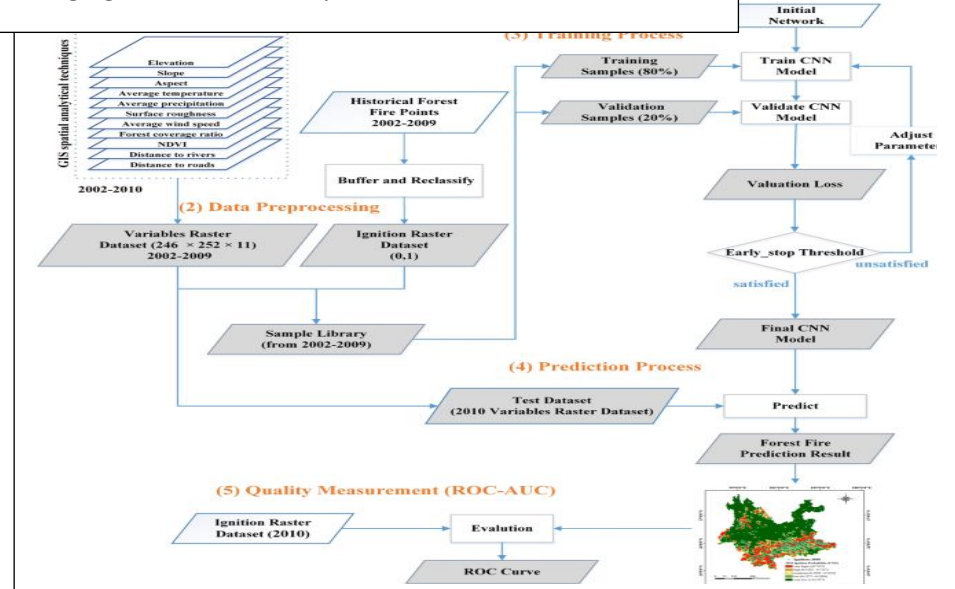 Initial
Network
(3) Training Process
GIS spatial analytical techniques
Elevation
Slope
Aspect
Average temperature
Average precipitation
Surface roughness
Average wind speed
Forest coverage ratio
NDVI
Distance to rivers
Distance to roads
2002-2010
Historical Forest
Fire Points
2002-2009
Buffer and Reclassify
Training
Samples (80%)
Validation
Samples (20%)
Train CNN
Model
Validate CNN
Model
Adjust
Paramete
Valuation Loss
Early_stop Threshold
unsatisfied
satisfied
(2) Data Preprocessing
Variables Raster
Dataset (246 × 252 × 11)
2002-2009
Ignition Raster
Dataset
(0,1)
Sample Library
(from 2002-2009)
Final CNN
Model
(4) Prediction Process
Test Dataset
(2010 Variables Raster Dataset)
Predict
Forest Fire
Prediction Result
(5) Quality Measurement (ROC-AUC)
Ignition Raster
Dataset (2010)
Evalution
ROC Curve